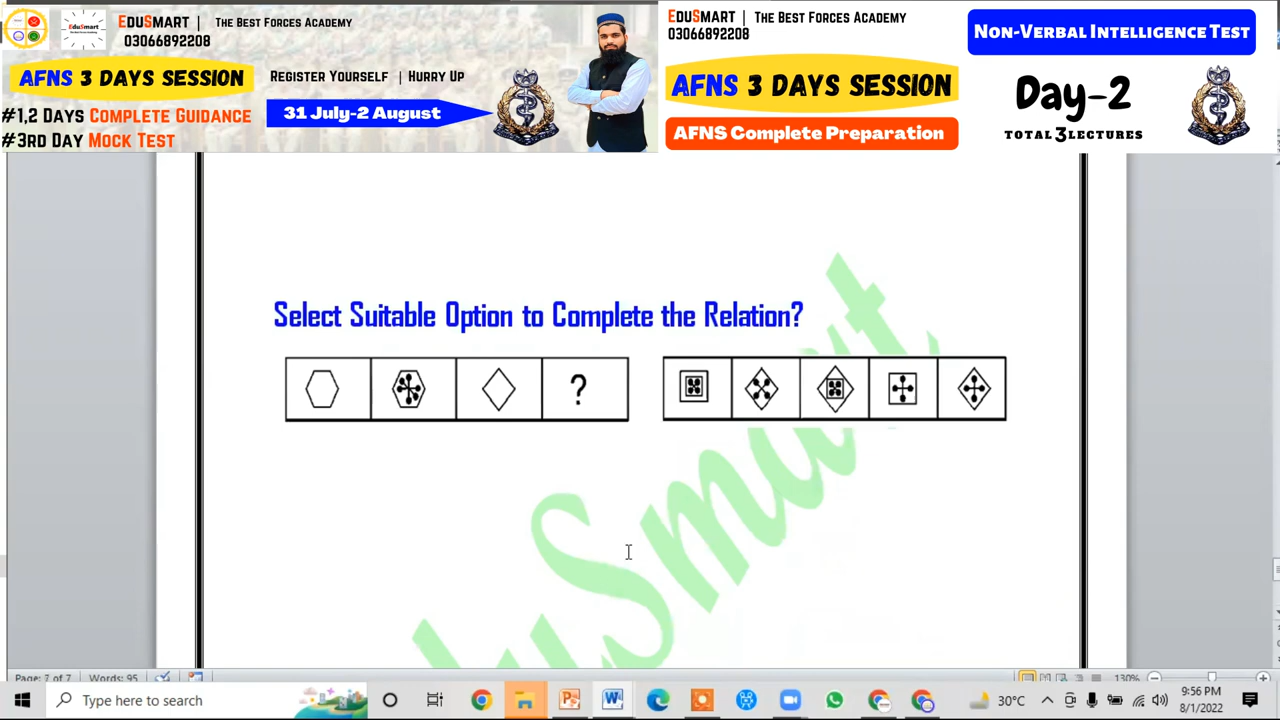 EduSmart | The Best Forces Academy
03066892208
AFNS 3 Days Session
Register Yourself | Hurry Up
31 July-2 August
#1,2 Days Complete Guidance
#3rd Day Mock Test
EduSmart | The Best Forces Academy
03066892208
AFNS 3 DAYS SESSION
AFNS Complete Preparation
Non-Verbal Intelligence Test
Day-2
Total 3 Lectures
Select Suitable Option to Complete the Relation?
?
EduSmart
Page: 7 of 7 Words: 95
130%
Type here to search
30°C
9:56 PM
8/1/2022